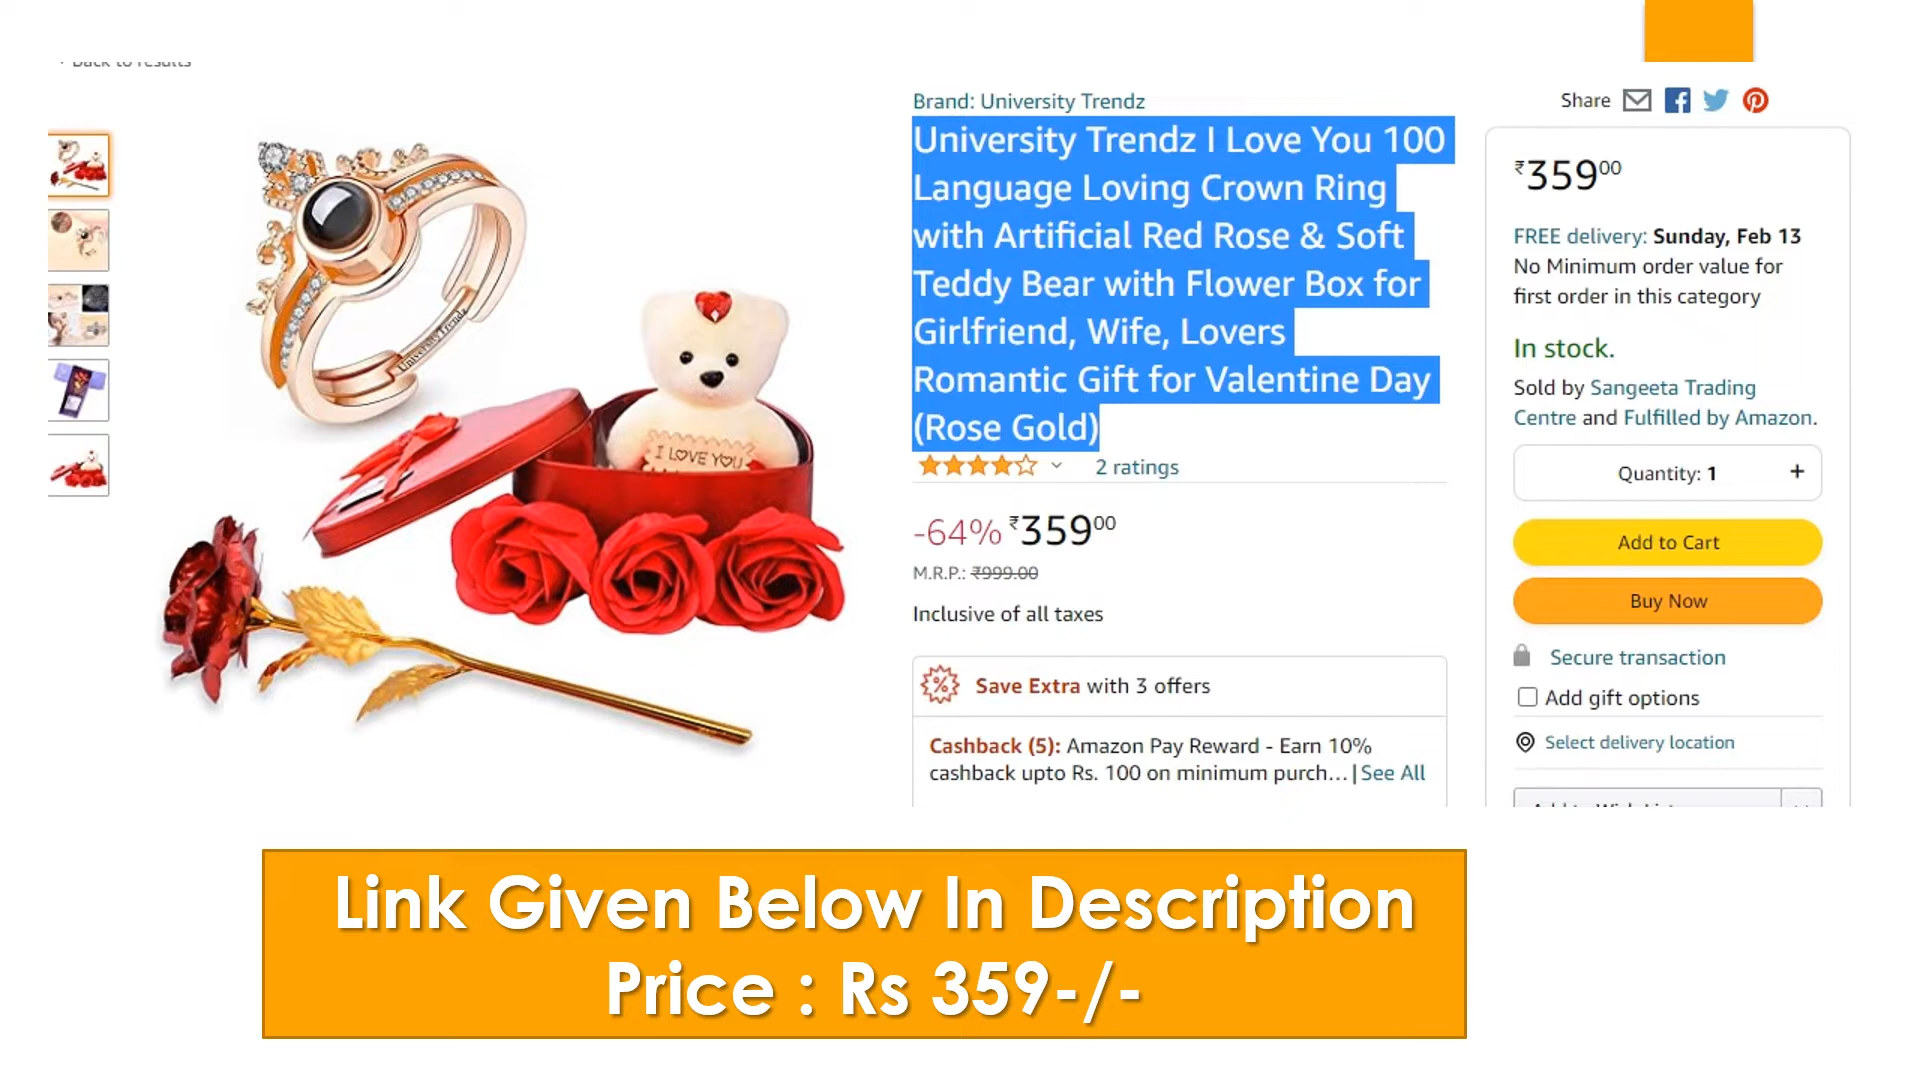 Back to results
Brand: University Trendz
University Trendz I Love You 100
Language Loving Crown Ring
with Artificial Red Rose & Soft
Teddy Bear with Flower Box for
Girlfriend, Wife, Lovers
Romantic Gift for Valentine Day
(Rose Gold)
2 ratings
-64% ₹35900
M.R.P.: ₹999.00
Inclusive of all taxes
Save Extra with 3 offers
Cashback (5): Amazon Pay Reward - Earn 10%
cashback upto Rs. 100 on minimum purch... | See All
Share
₹35900
FREE delivery: Sunday, Feb 13
No Minimum order value for
first order in this category
In stock.
Sold by Sangeeta Trading
Centre and Fulfilled by Amazon.
Quantity: 1 +
Add to Cart
Buy Now
Secure transaction
Add gift options
Select delivery location
UniversityTrendz
I LOVE YOU
Link Given Below In Description
Price : Rs 359-/-